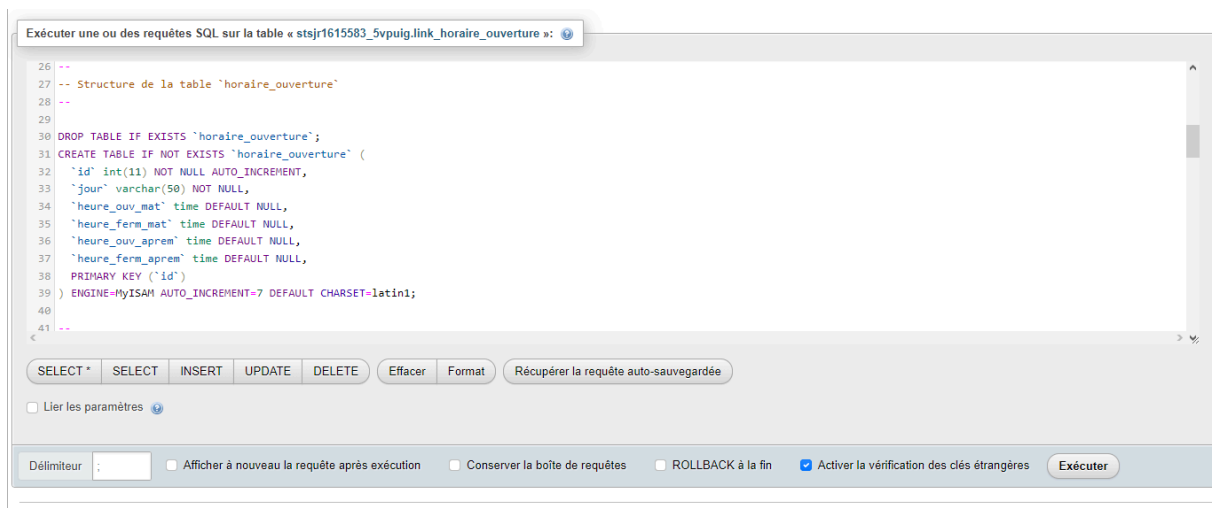 Exécuter une ou des requêtes SQL sur la table « stsjr1615583_5vpuig.link_horaire_ouverture »:
26 --
27 -- Structure de la table `horaire_ouverture`
28 --
29
30 DROP TABLE IF EXISTS `horaire_ouverture`;
31 CREATE TABLE IF NOT EXISTS `horaire_ouverture` (
32 `id` int(11) NOT NULL AUTO_INCREMENT,
33 `jour` varchar(50) NOT NULL,
34 `heure_ouv_mat` time DEFAULT NULL,
35 `heure_ferm_mat` time DEFAULT NULL,
36 `heure_ouv_aprem` time DEFAULT NULL,
37 `heure_ferm_aprem` time DEFAULT NULL,
38 PRIMARY KEY (`id`)
39 ) ENGINE=MyISAM AUTO_INCREMENT=7 DEFAULT CHARSET=latin1;
40
41 --
SELECT * SELECT INSERT UPDATE DELETE Effacer Format Récupérer la requête auto-sauvegardée
Lier les paramètres
Délimiteur ; Afficher à nouveau la requête après exécution Conserver la boîte de requêtes ROLLBACK à la fin Activer la vérification des clés étrangères Exécuter